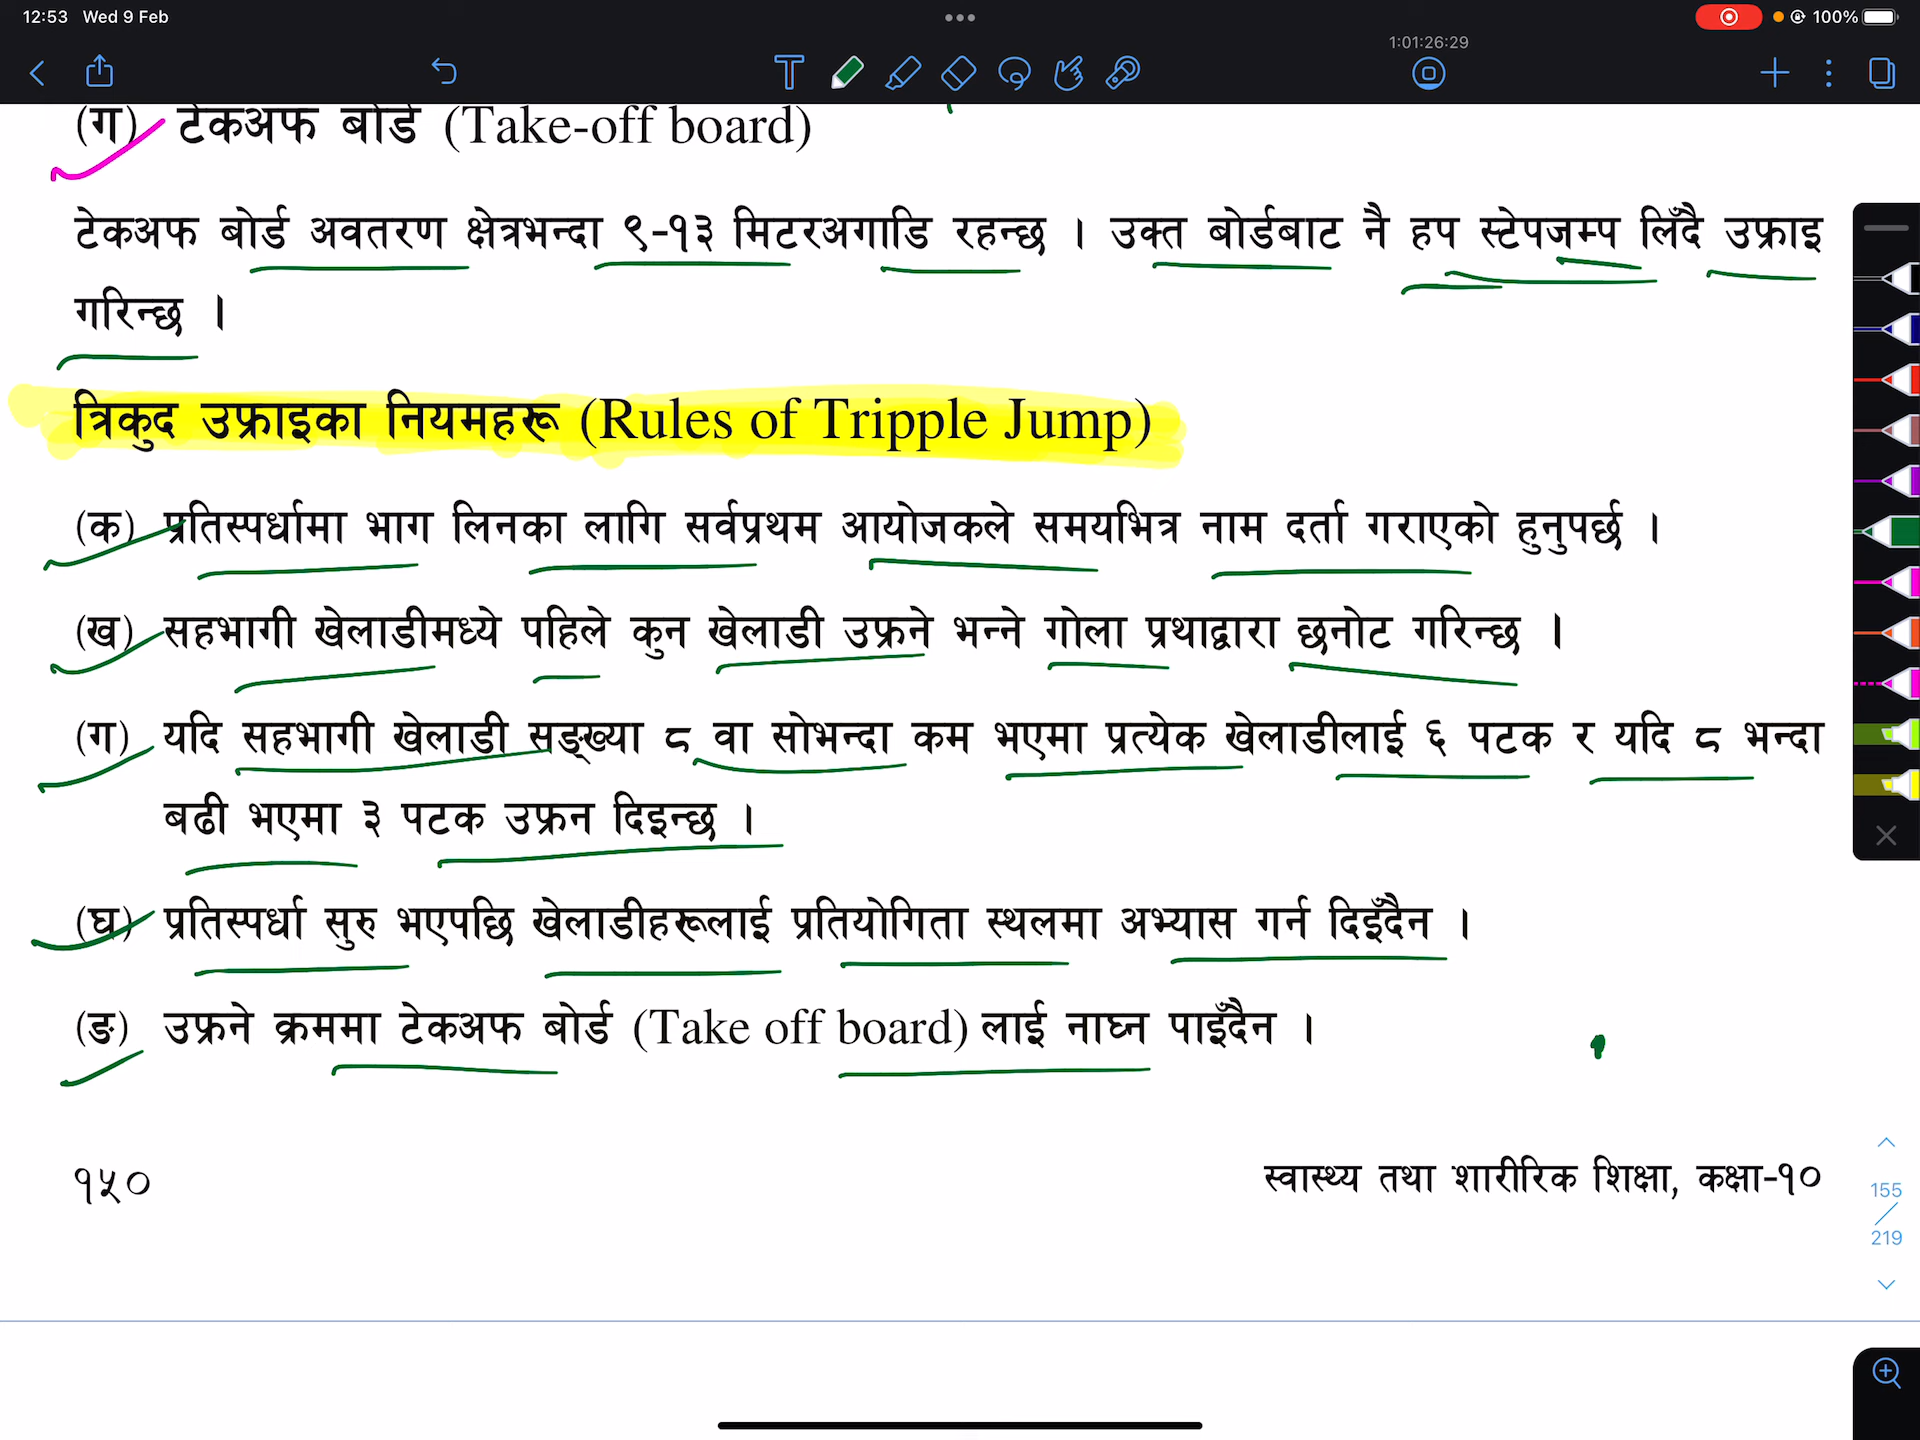 12:53 Wed 9 Feb
100%
1:01:26:29
(ग) टेकअफ बोर्ड (Take-off board)
टेकअफ बोर्ड अवतरण क्षेत्रभन्दा ९-१३ मिटरअगाडि रहन्छ । उक्त बोर्डबाट नै हप स्टेपजम्प लिँदै उफ्राइ
गरिन्छ ।
त्रिकुद उफ्राइका नियमहरू (Rules of Tripple Jump)
(क) प्रतिस्पर्धामा भाग लिनका लागि सर्वप्रथम आयोजकले समयभित्र नाम दर्ता गराएको हुनुपर्छ ।
(ख) सहभागी खेलाडीमध्ये पहिले कुन खेलाडी उफ्रने भन्ने गोला प्रथाद्वारा छनोट गरिन्छ ।
(ग) यदि सहभागी खेलाडी सङ्ख्या ८ वा सोभन्दा कम भएमा प्रत्येक खेलाडीलाई ६ पटक र यदि ८ भन्दा
बढी भएमा ३ पटक उफ्रन दिइन्छ ।
(घ) प्रतिस्पर्धा सुरु भएपछि खेलाडीहरूलाई प्रतियोगिता स्थलमा अभ्यास गर्न दिइँदैन ।
(ङ) उफ्रने क्रममा टेकअफ बोर्ड (Take off board) लाई नाघ्न पाइँदैन ।
१५०
स्वास्थ्य तथा शारीरिक शिक्षा, कक्षा-१०
155
/
219